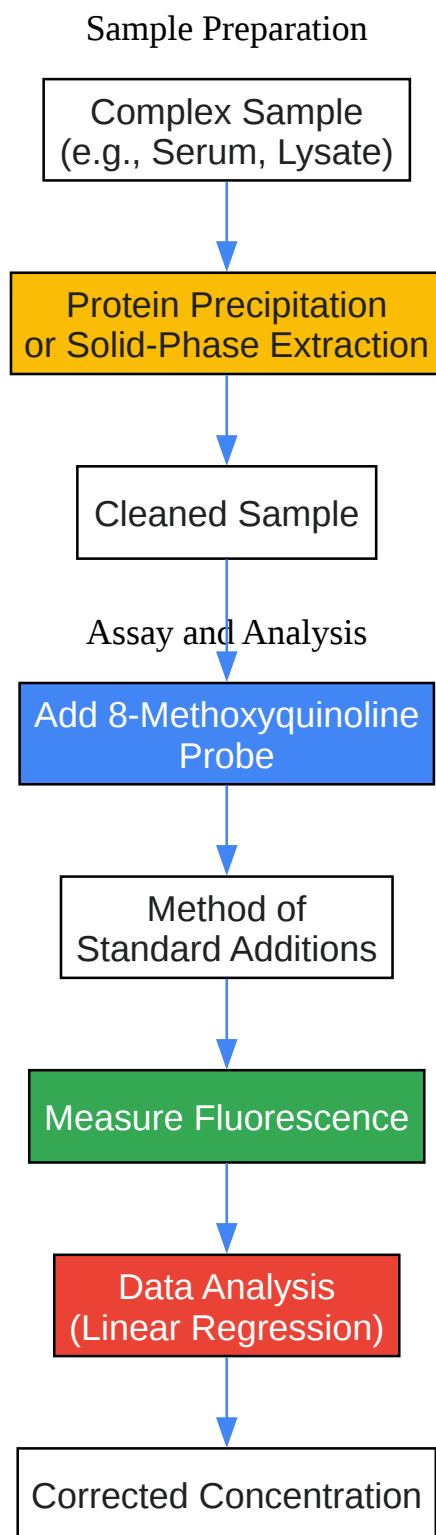 Sample Preparation
Complex Sample
(e.g., Serum, Lysate)
Protein Precipitation
or Solid-Phase Extraction
Cleaned Sample
Assay and Analysis
Add 8-Methoxyquinoline
Probe
Method of
Standard Additions
Measure Fluorescence
Data Analysis
(Linear Regression)
Corrected Concentration